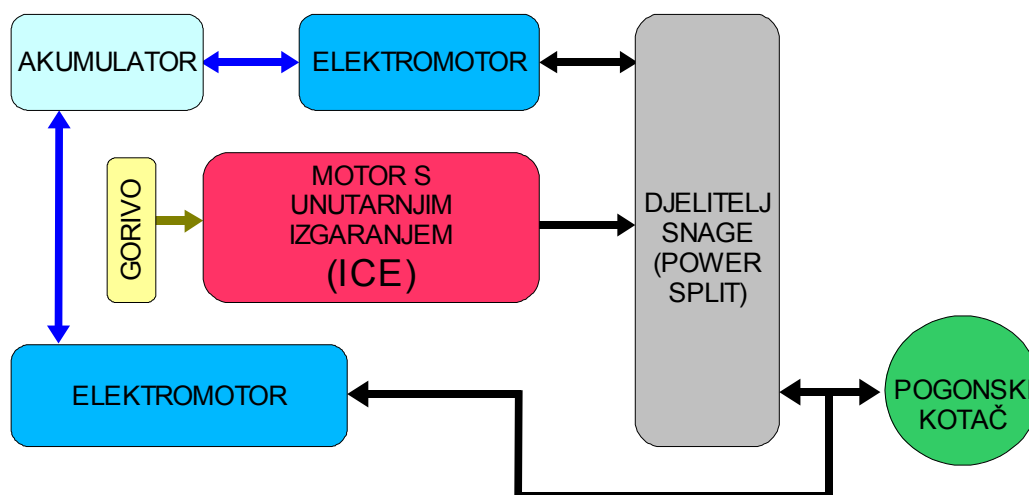 AKUMULATOR
ELEKTROMOTOR
GORIVO
MOTOR S
UNUTARNJIM
IZGARANJEM
(ICE)
DJELITELJ
SNAGE
(POWER
SPLIT)
ELEKTROMOTOR
POGONSKI
KOTAČ